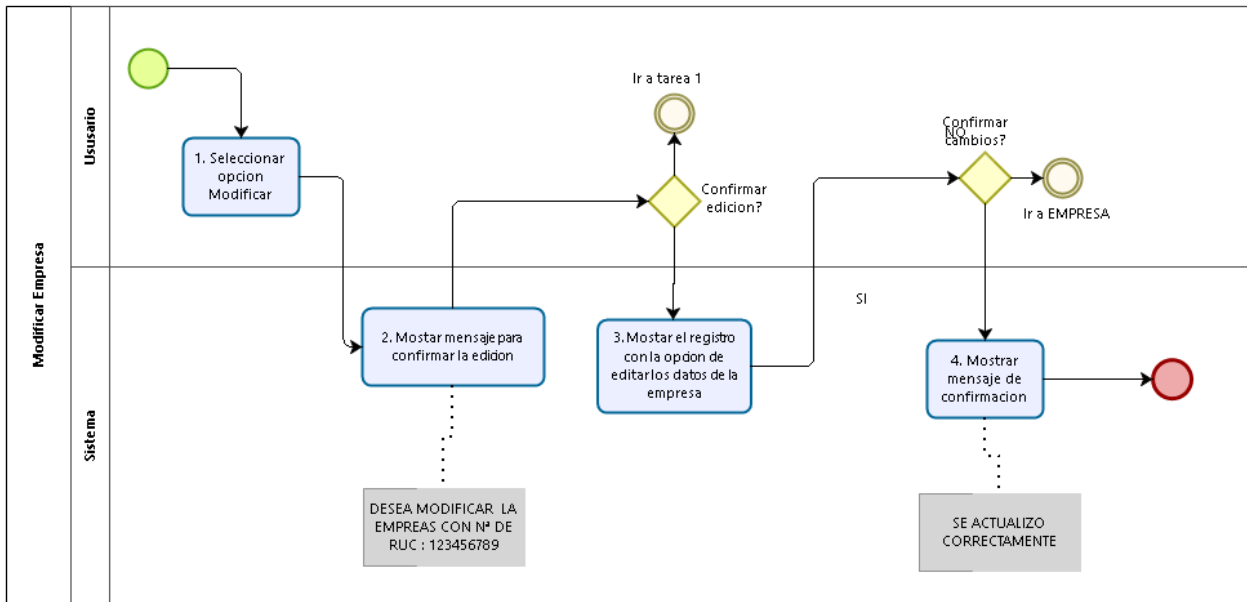 Modificar Empresa
Ususario
Sistema
1. Seleccionar
opcion
Modificar
Ir a tarea 1
Confirmar
edicion?
Confirmar
NO
cambios?
Ir a EMPRESA
2. Mostar mensaje para
confirmar la edicion
3.Mostar el registro
con la opcion de
editar los datos de la
empresa
SI
4. Mostrar
mensaje de
confirmacion
DESEA MODIFICAR LA
EMPREAS CON Nª DE
RUC : 123456789
SE ACTUALIZO
CORRECTAMENTE